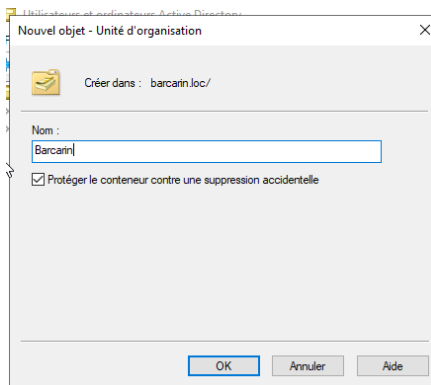 Utilisateurs et ordinateurs Active Directory
Nouvel objet - Unité d'organisation
Créer dans : barcarin.loc/
Nom :
Barcarin
Protéger le conteneur contre une suppression accidentelle
OK
Annuler
Aide